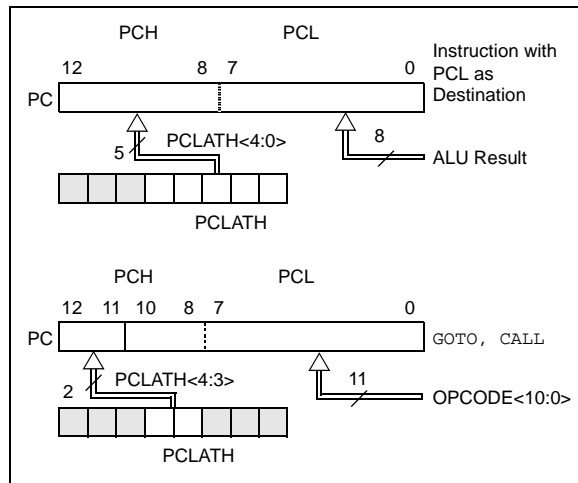 PCH PCL
12 8 7 0
Instruction with
PCL as
Destination
PC
5
PCLATH<4:0>
8
ALU Result
PCLATH
PCH PCL
12 11 10 8 7 0
PC
GOTO, CALL
2
PCLATH<4:3>
11
OPCODE<10:0>
PCLATH